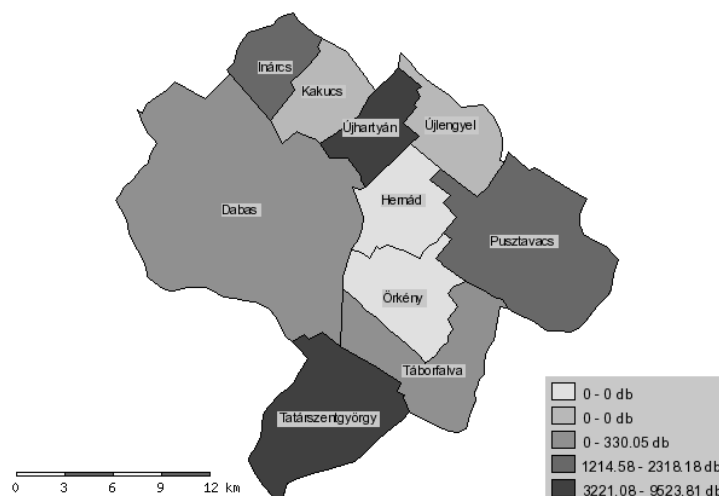 Inárcs
Kakucs
Újhartyán
Újlengyel
Hernád
Dabas
Pusztavacs
Örkény
Táborfalva
Tatárszentgyörgy
0 - 0 db
0 - 0 db
0 - 330.05 db
1214.58 - 2318.18 db
3221.08 - 9523.81 db
0 3 6 9 12 km